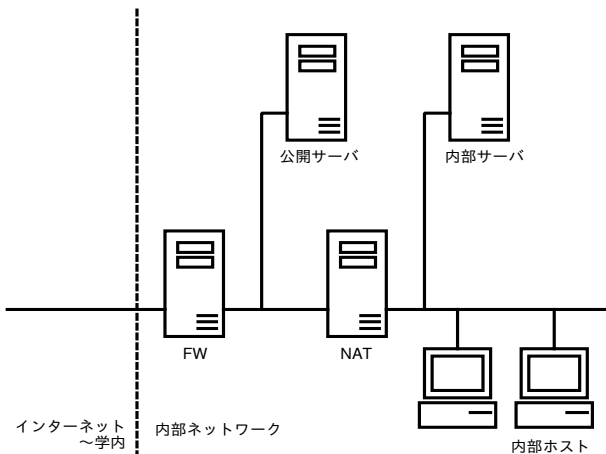 公開サーバ
内部サーバ
FW
NAT
インターネット
～学内
内部ネットワーク
内部ホスト